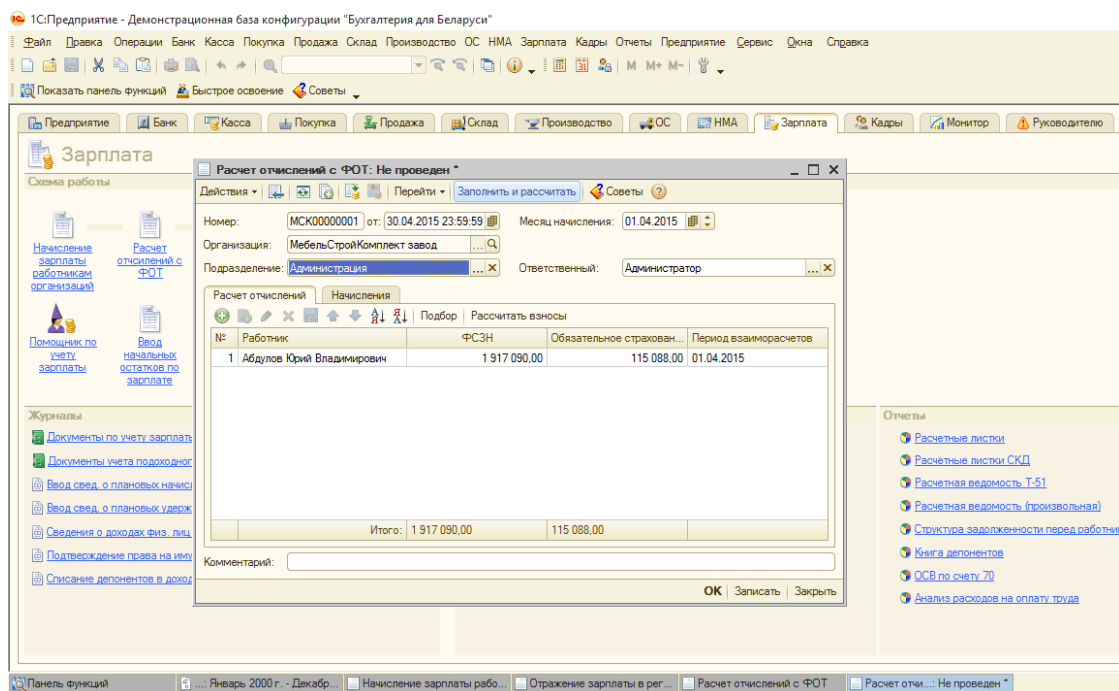 1С:Предприятие - Демонстрационная база конфигурации "Бухгалтерия для Беларуси"
Файл Правка Операции Банк Касса Покупка Продажа Склад Производство ОС НМА Зарплата Кадры Отчеты Предприятие Сервис Окна Справка
M M+ M-
Показать панель функций Быстрое освоение Советы
Предприятие Банк Касса Покупка Продажа Склад Производство ОС НМА Зарплата Кадры Монитор Руководителю
Зарплата
Схема работы
Начисление зарплаты работникам организаций
Расчет отчсилений с ФОТ
Помощник по учету зарплаты
Ввод начальных остатков по зарплате
Журналы
Документы по учету зарплаты
Документы учета подоходног
Ввод свед. о плановых начисл
Ввод свед. о плановых удерж
Сведения о доходах физ. лиц
Подтверждение права на иму
Списание депонентов в доход
Расчет отчислений с ФОТ: Не проведен *
Действия Перейти Заполнить и рассчитать Советы
Номер: МСК00000001 от: 30.04.2015 23:59:59 Месяц начисления: 01.04.2015
Организация: МебельСтройКомплект завод
Подразделение: Администрация Ответственный: Администратор
Расчет отчислений Начисления
Подбор Рассчитать взносы
№ Работник ФСЗН Обязательное страхован... Период взаиморасчетов
1 Абдулов Юрий Владимирович 1 917 090,00 115 088,00 01.04.2015
Итого: 1 917 090,00 115 088,00
Комментарий:
OK Записать Закрыть
Отчеты
Расчетные листки
Расчетные листки СКД
Расчетная ведомость Т-51
Расчетная ведомость (произвольная)
Структура задолженности перед работни
Книга депонентов
ОСВ по счету 70
Анализ расходов на оплату труда
Панель функций ...: Январь 2000 г. - Декабр... Начисление зарплаты рабо... Отражение зарплаты в рег... Расчет отчислений с ФОТ Расчет отчи...: Не проведен *